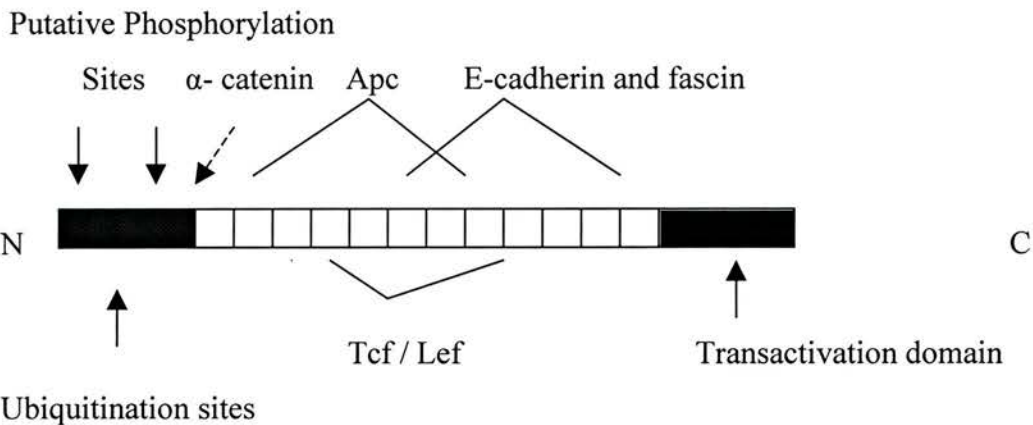 Putative Phosphorylation
Sites α- catenin Apc E-cadherin and fascin
N C
Tcf / Lef Transactivation domain
Ubiquitination sites